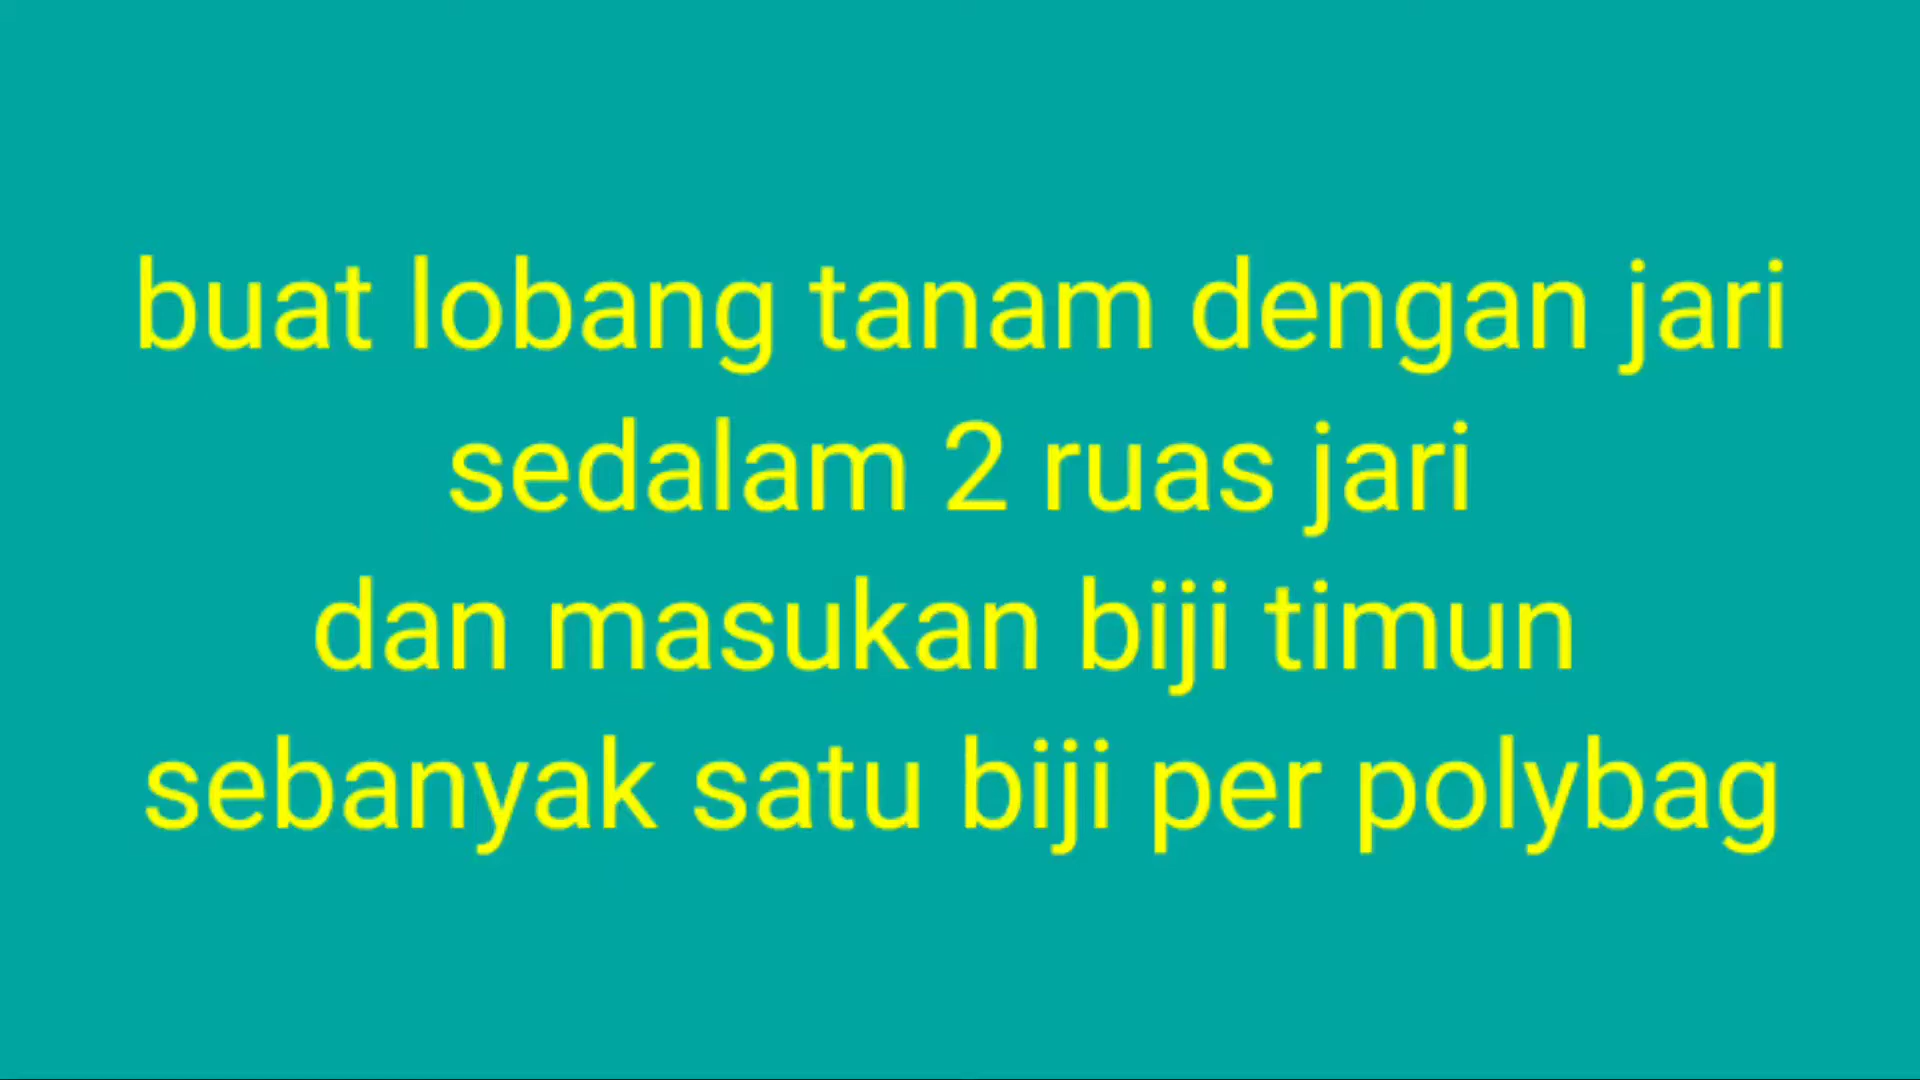 buat lobang tanam dengan jari
sedalam 2 ruas jari
dan masukan biji timun
sebanyak satu biji per polybag